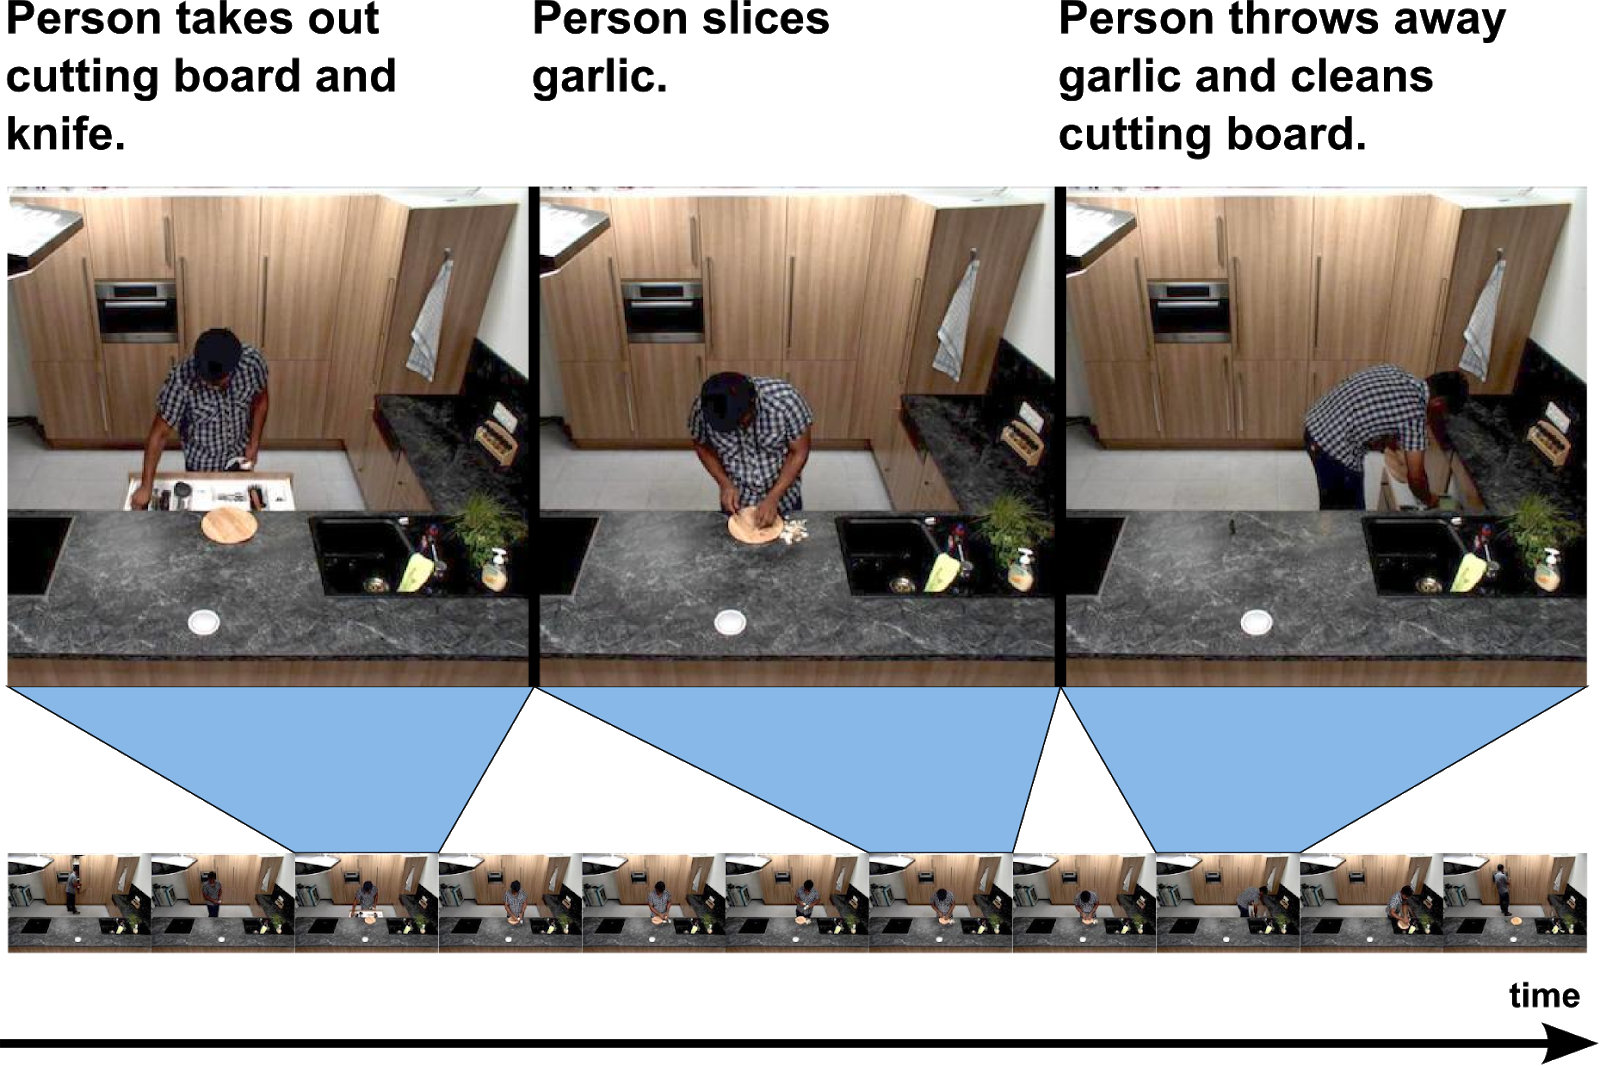 Person takes out
cutting board and
knife.
Person slices
garlic.
Person throws away
garlic and cleans
cutting board.
time